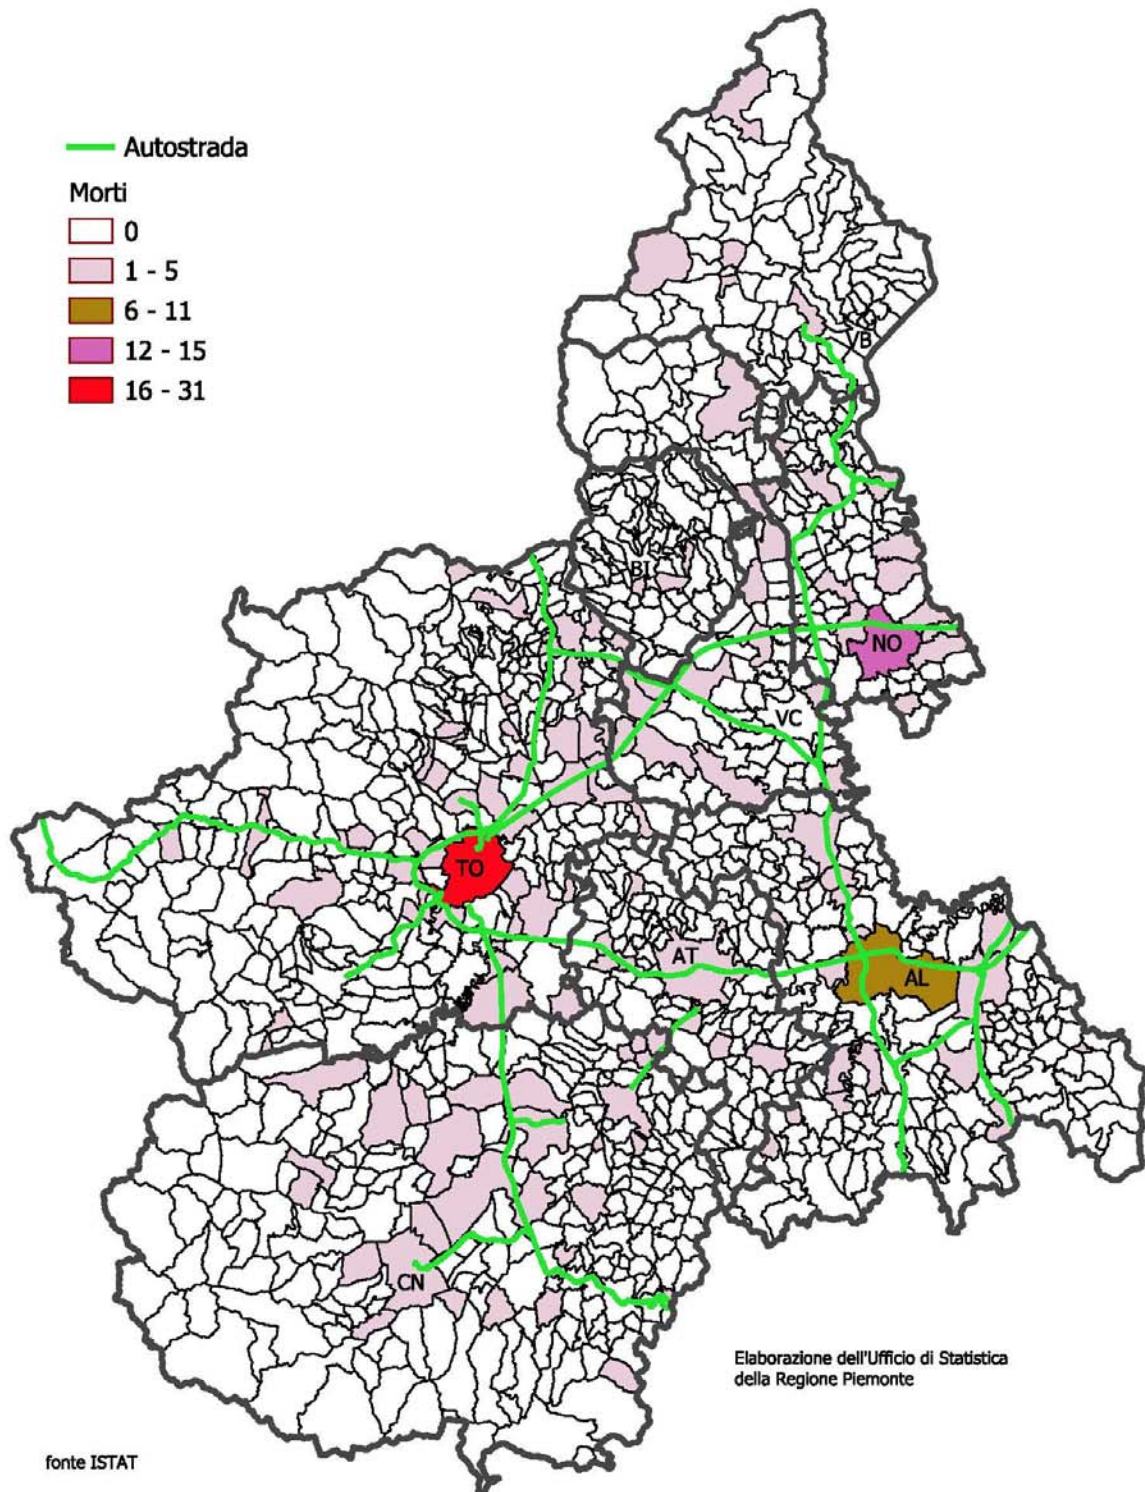 Autostrada
Morti
0
1 - 5
6 - 11
12 - 15
16 - 31
VB
BI
NO
VC
TO
AT
AL
CN
Elaborazione dell'Ufficio di Statistica
della Regione Piemonte
fonte ISTAT